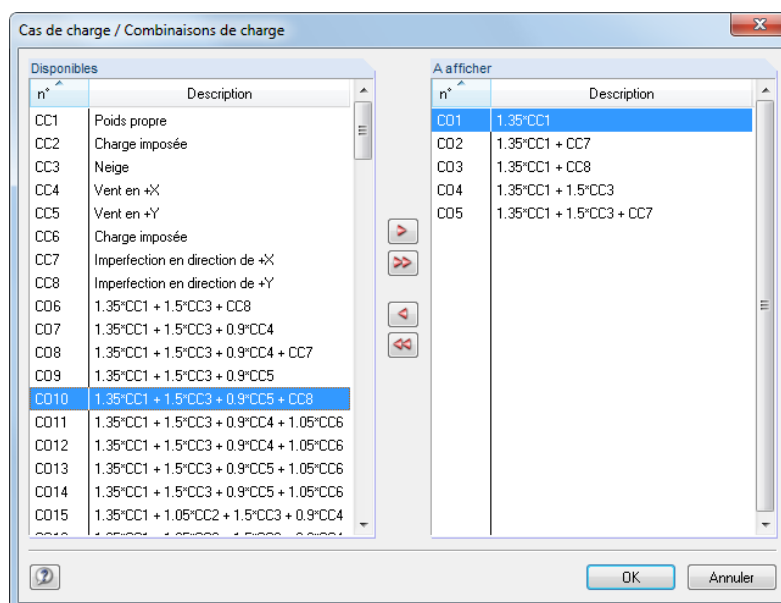 Cas de charge / Combinaisons de charge
Disponibles
n° Description
CC1 Poids propre
CC2 Charge imposée
CC3 Neige
CC4 Vent en +X
CC5 Vent en +Y
CC6 Charge imposée
CC7 Imperfection en direction de +X
CC8 Imperfection en direction de +Y
CO6 1.35*CC1 + 1.5*CC3 + CC8
CO7 1.35*CC1 + 1.5*CC3 + 0.9*CC4
CO8 1.35*CC1 + 1.5*CC3 + 0.9*CC4 + CC7
CO9 1.35*CC1 + 1.5*CC3 + 0.9*CC5
CO10 1.35*CC1 + 1.5*CC3 + 0.9*CC5 + CC8
CO11 1.35*CC1 + 1.5*CC3 + 0.9*CC4 + 1.05*CC6
CO12 1.35*CC1 + 1.5*CC3 + 0.9*CC4 + 1.05*CC6
CO13 1.35*CC1 + 1.5*CC3 + 0.9*CC5 + 1.05*CC6
CO14 1.35*CC1 + 1.5*CC3 + 0.9*CC5 + 1.05*CC6
CO15 1.35*CC1 + 1.05*CC2 + 1.5*CC3 + 0.9*CC4
A afficher
n° Description
CO1 1.35*CC1
CO2 1.35*CC1 + CC7
CO3 1.35*CC1 + CC8
CO4 1.35*CC1 + 1.5*CC3
CO5 1.35*CC1 + 1.5*CC3 + CC7
OK
Annuler